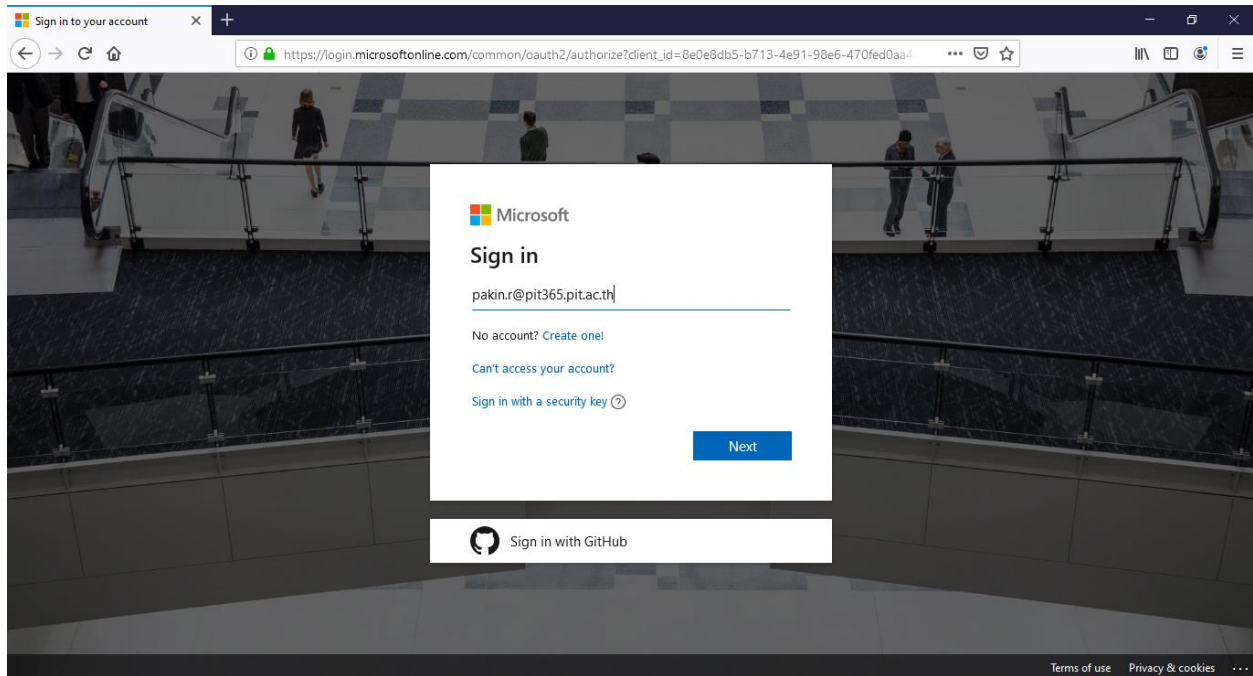 Sign in to your account
https://login.microsoftonline.com/common/oauth2/authorize?client_id=8e0e8db5-b713-4e91-98e6-470fed0aa4
Microsoft
Sign in
pakin.r@pit365.pit.ac.th
No account? Create one!
Can't access your account?
Sign in with a security key
Next
Sign in with GitHub
Terms of use Privacy & cookies ...